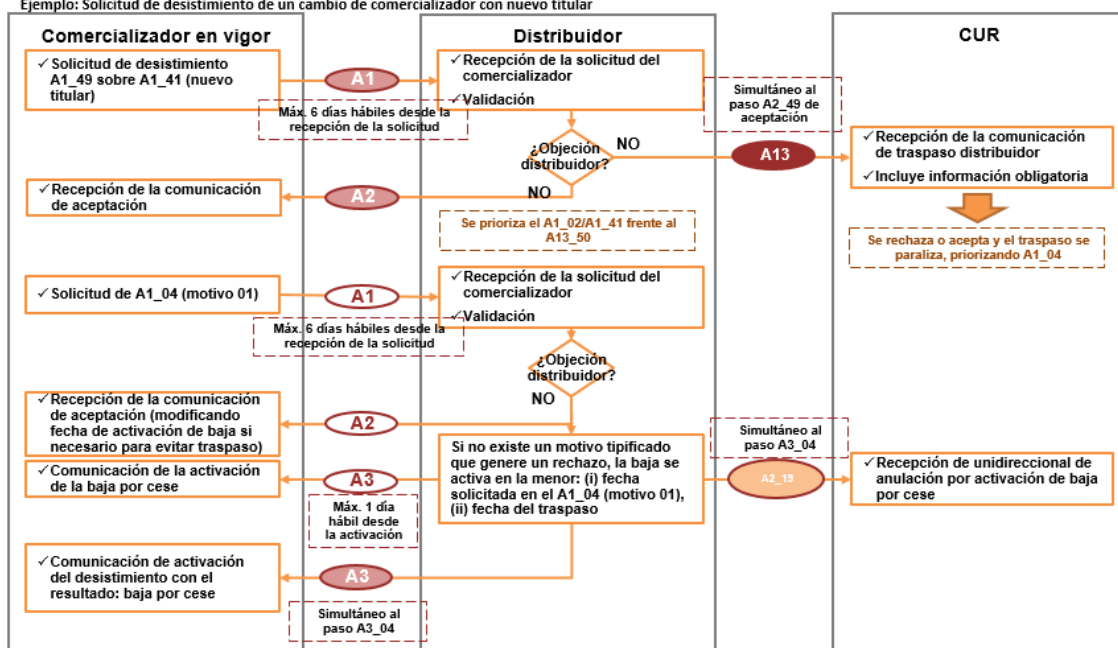 Ejemplo: Solicitud de desistimiento de un cambio de comercializador con nuevo titular
Comercializador en vigor
Distribuidor
CUR
✓ Solicitud de desistimiento
A1_49 sobre A1_41 (nuevo
titular)
A1
Máx. 6 días hábiles desde la
recepción de la solicitud
✓ Recepción de la solicitud del
comercializador
✓ Validación
Simultáneo al
paso A2_49 de
aceptación
¿Objeción
distribuidor?
NO
A13
✓ Recepción de la comunicación
de traspaso distribuidor
✓ Incluye información obligatoria
✓ Recepción de la comunicación
de aceptación
A2
NO
Se prioriza el A1_02/A1_41 frente al
A13_50
Se rechaza o acepta y el traspaso se
paraliza, priorizando A1_04
✓ Solicitud de A1_04 (motivo 01)
A1
Máx. 6 días hábiles desde la
recepción de la solicitud
✓ Recepción de la solicitud del
comercializador
✓ Validación
¿Objeción
distribuidor?
NO
✓ Recepción de la comunicación
de aceptación (modificando
fecha de activación de baja si
necesario para evitar traspaso)
A2
Simultáneo al
paso A3_04
✓ Comunicación de la activación
de la baja por cese
A3
Máx. 1 día
hábil desde
la activación
Si no existe un motivo tipificado
que genere un rechazo, la baja se
activa en la menor: (i) fecha
solicitada en el A1_04 (motivo 01),
(ii) fecha del traspaso
A2_19
✓ Recepción de unidireccional de
anulación por activación de baja
por cese
✓ Comunicación de activación
del desistimiento con el
resultado: baja por cese
A3
Simultáneo al
paso A3_04